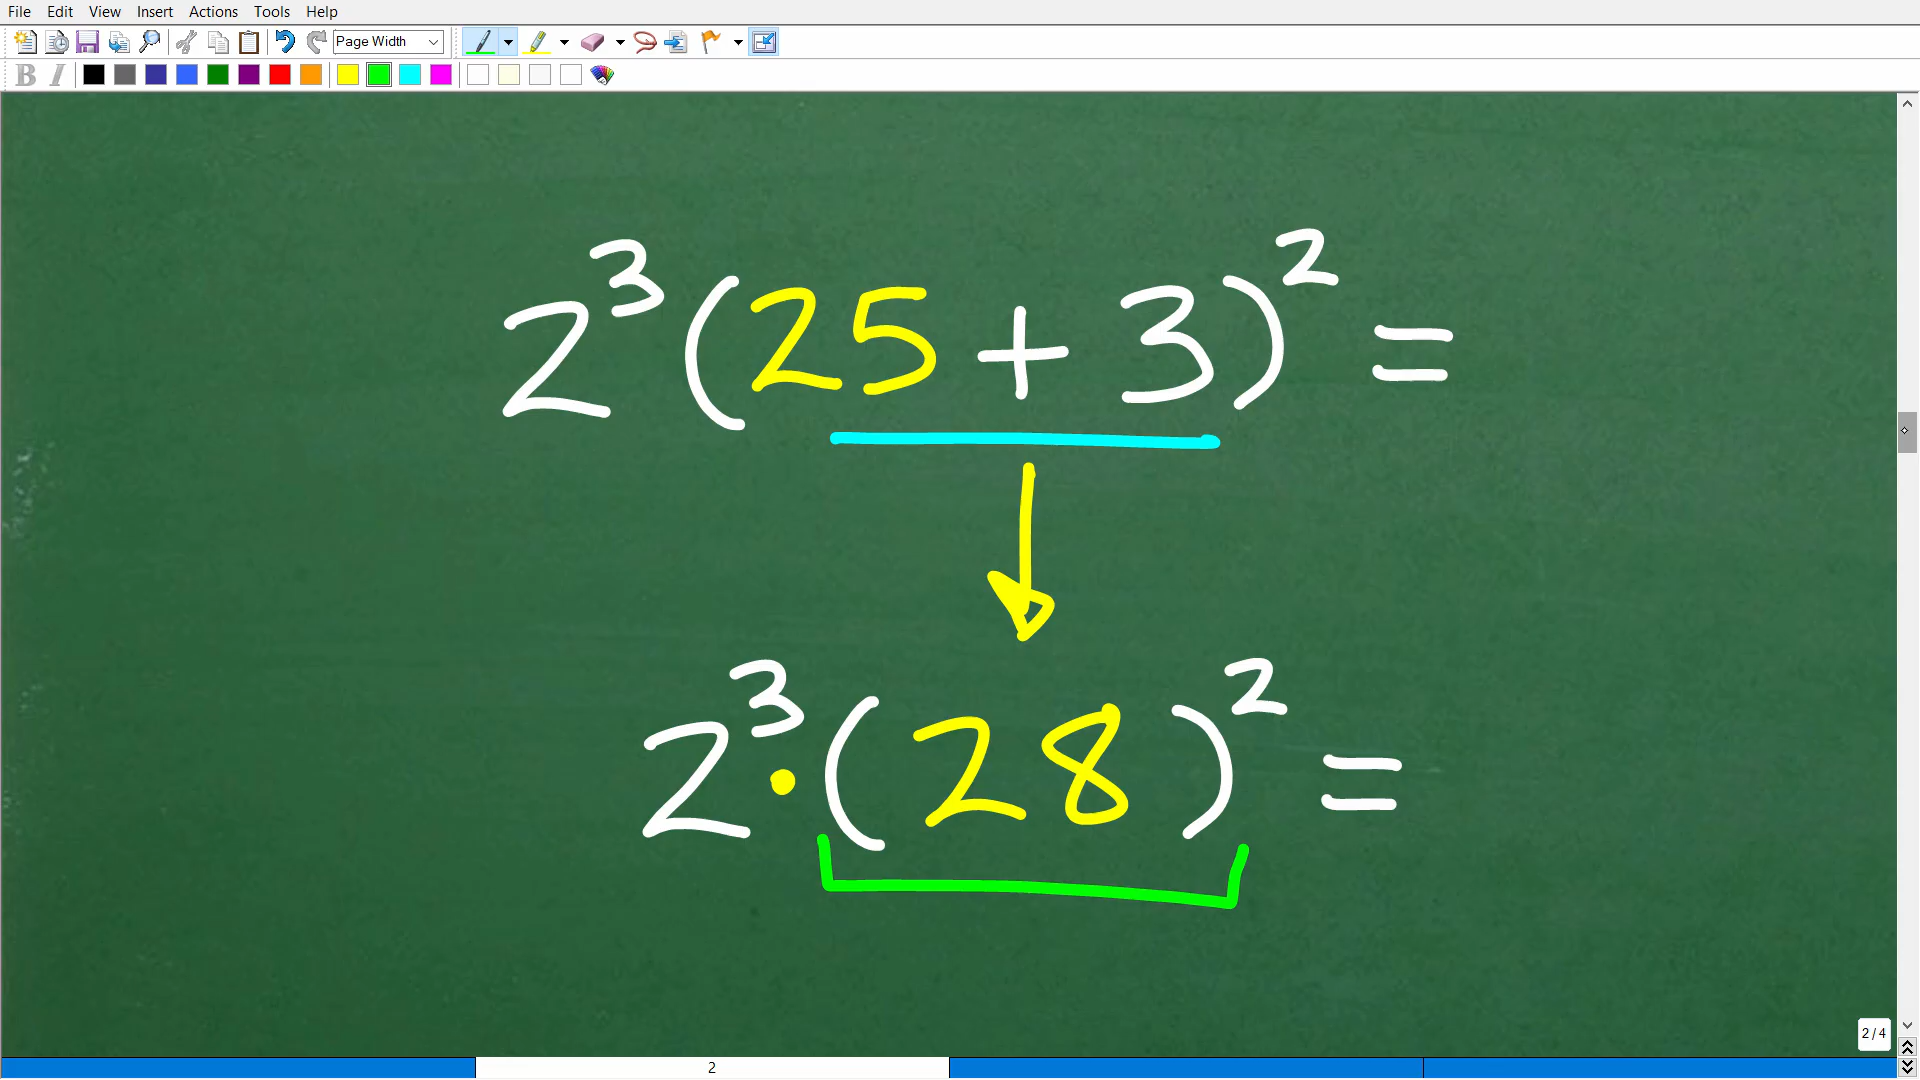 File Edit View Insert Actions Tools Help
Page Width
B I
2³(25 + 3)² =
2³ · (28)² =
2 / 4
2